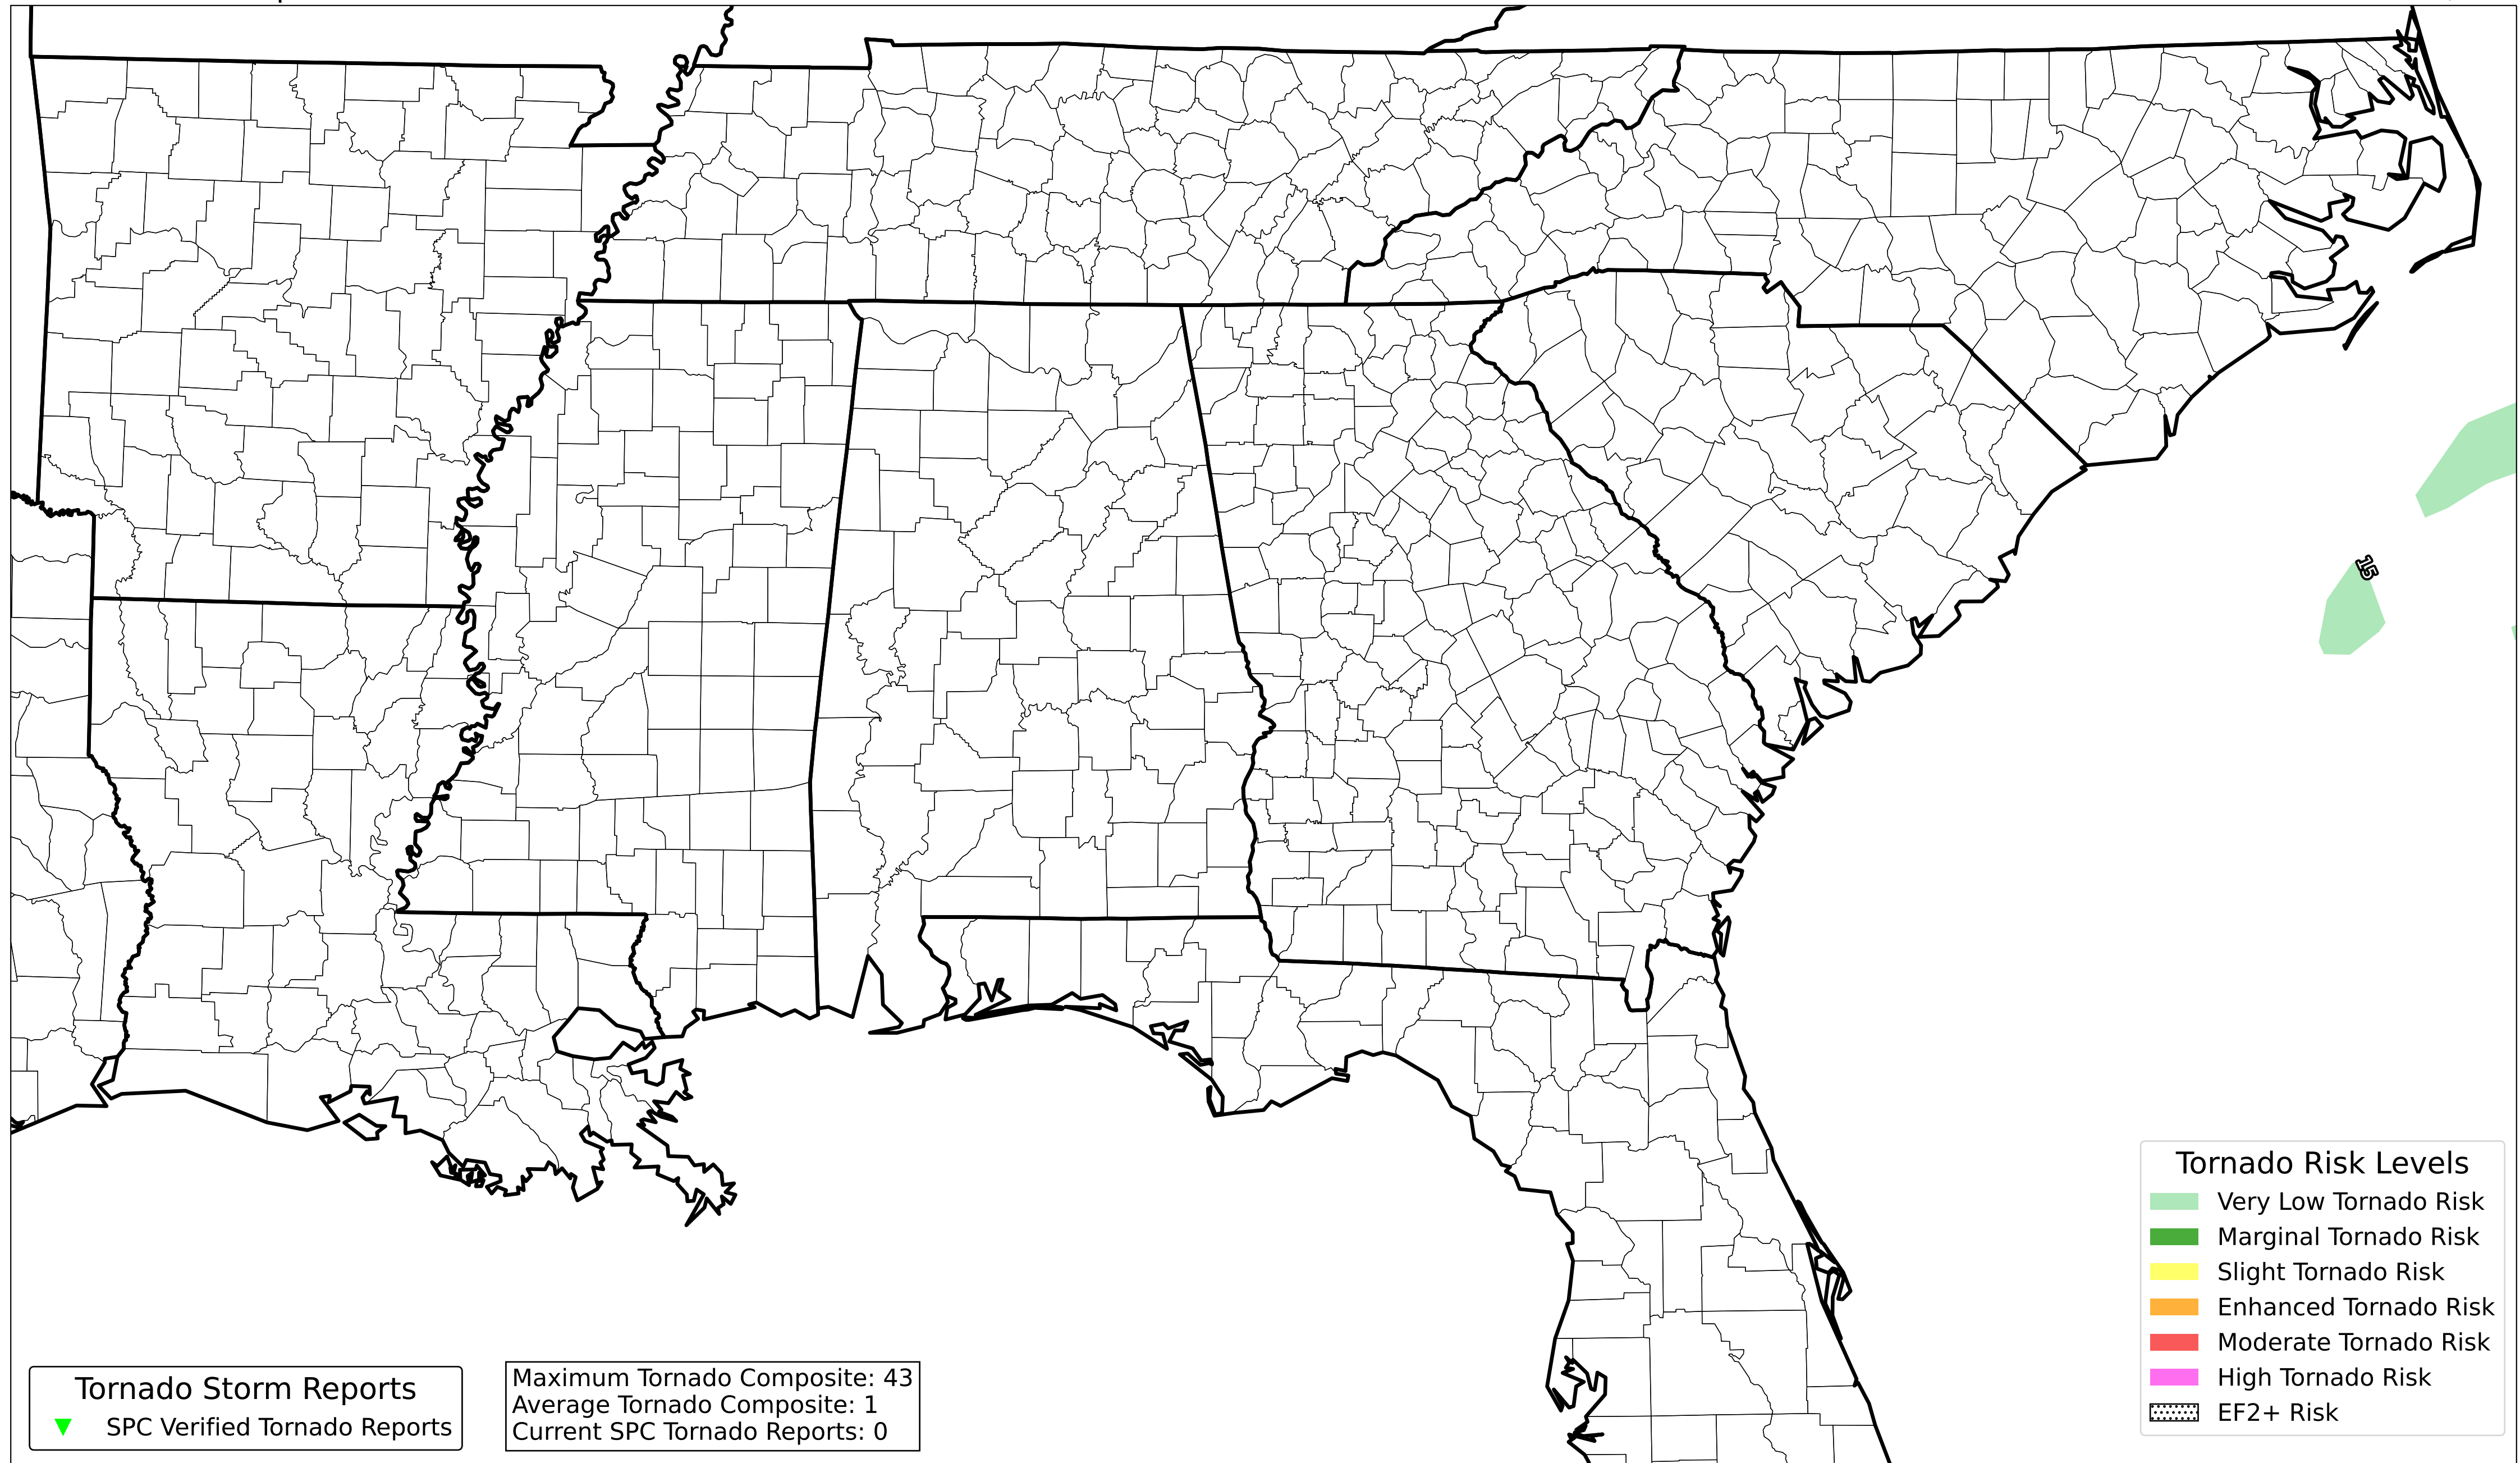 15
Tornado Risk Levels
Very Low Tornado Risk
Marginal Tornado Risk
Slight Tornado Risk
Enhanced Tornado Risk
Moderate Tornado Risk
High Tornado Risk
EF2+ Risk
Tornado Storm Reports
SPC Verified Tornado Reports
Maximum Tornado Composite: 43
Average Tornado Composite: 1
Current SPC Tornado Reports: 0